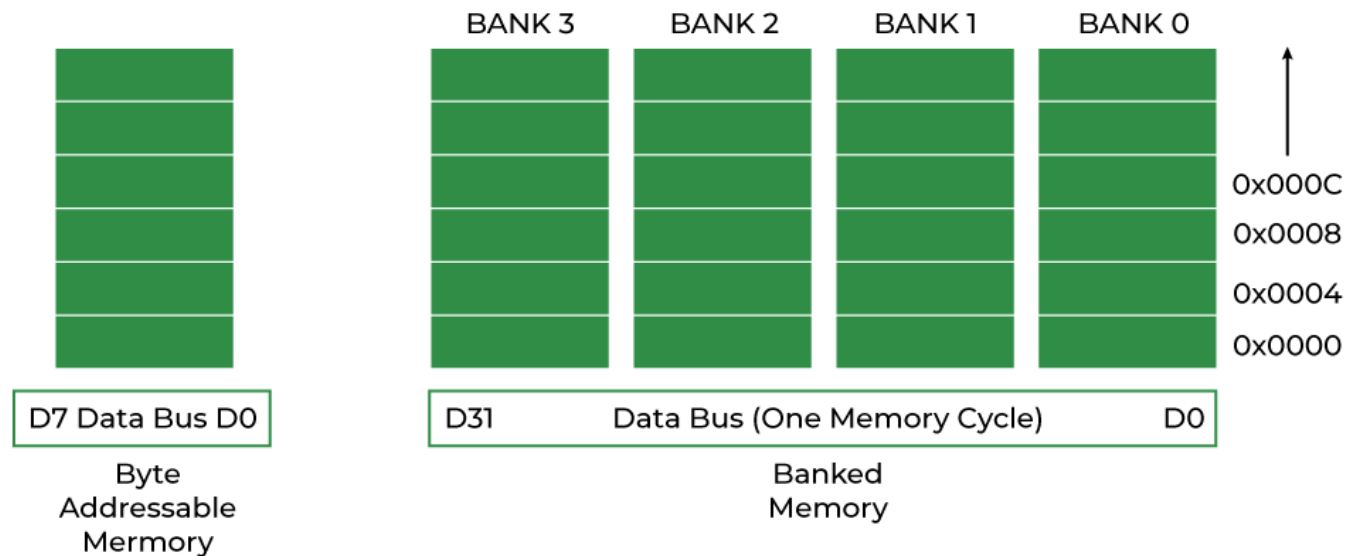 BANK 3 BANK 2 BANK 1 BANK 0
0x000C
0x0008
0x0004
0x0000
D7 Data Bus D0
D31 Data Bus (One Memory Cycle) D0
Byte
Addressable
Mermory
Banked
Memory